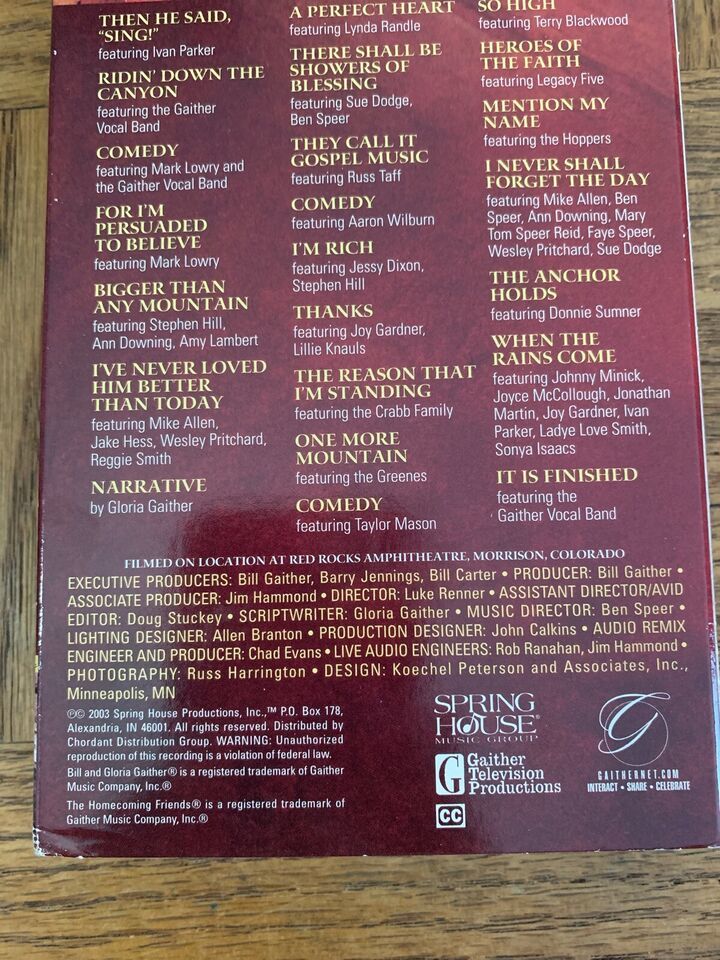 THEN HE SAID,
"SING!"
featuring Ivan Parker
RIDIN' DOWN THE
CANYON
featuring the Gaither
Vocal Band
COMEDY
featuring Mark Lowry and
the Gaither Vocal Band
FOR I'M
PERSUADED
TO BELIEVE
featuring Mark Lowry
BIGGER THAN
ANY MOUNTAIN
featuring Stephen Hill,
Ann Downing, Amy Lambert
I'VE NEVER LOVED
HIM BETTER
THAN TODAY
featuring Mike Allen,
Jake Hess, Wesley Pritchard,
Reggie Smith
NARRATIVE
by Gloria Gaither
A PERFECT HEART
featuring Lynda Randle
THERE SHALL BE
SHOWERS OF
BLESSING
featuring Sue Dodge,
Ben Speer
THEY CALL IT
GOSPEL MUSIC
featuring Russ Taff
COMEDY
featuring Aaron Wilburn
I'M RICH
featuring Jessy Dixon,
Stephen Hill
THANKS
featuring Joy Gardner,
Lillie Knauls
THE REASON THAT
I'M STANDING
featuring the Crabb Family
ONE MORE
MOUNTAIN
featuring the Greenes
COMEDY
featuring Taylor Mason
SO HIGH
featuring Terry Blackwood
HEROES OF
THE FAITH
featuring Legacy Five
MENTION MY
NAME
featuring the Hoppers
I NEVER SHALL
FORGET THE DAY
featuring Mike Allen, Ben
Speer, Ann Downing, Mary
Tom Speer Reid, Faye Speer,
Wesley Pritchard, Sue Dodge
THE ANCHOR
HOLDS
featuring Donnie Sumner
WHEN THE
RAINS COME
featuring Johnny Minick,
Joyce McCollough, Jonathan
Martin, Joy Gardner, Ivan
Parker, Ladye Love Smith,
Sonya Isaacs
IT IS FINISHED
featuring the
Gaither Vocal Band
FILMED ON LOCATION AT RED ROCKS AMPHITHEATRE, MORRISON, COLORADO
EXECUTIVE PRODUCERS: Bill Gaither, Barry Jennings, Bill Carter • PRODUCER: Bill Gaither •
ASSOCIATE PRODUCER: Jim Hammond • DIRECTOR: Luke Renner • ASSISTANT DIRECTOR/AVID
EDITOR: Doug Stuckey • SCRIPTWRITER: Gloria Gaither • MUSIC DIRECTOR: Ben Speer •
LIGHTING DESIGNER: Allen Branton • PRODUCTION DESIGNER: John Calkins • AUDIO REMIX
ENGINEER AND PRODUCER: Chad Evans • LIVE AUDIO ENGINEERS: Rob Ranahan, Jim Hammond •
PHOTOGRAPHY: Russ Harrington • DESIGN: Koechel Peterson and Associates, Inc.,
Minneapolis, MN
℗© 2003 Spring House Productions, Inc.,™ P.O. Box 178,
Alexandria, IN 46001. All rights reserved. Distributed by
Chordant Distribution Group. WARNING: Unauthorized
reproduction of this recording is a violation of federal law.
Bill and Gloria Gaither® is a registered trademark of Gaither
Music Company, Inc.®
The Homecoming Friends® is a registered trademark of
Gaither Music Company, Inc.®
SPRING
HOUSE®
MUSIC GROUP
G Gaither
Television
Productions
CC
G
GAITHERNET.COM
INTERACT • SHARE • CELEBRATE